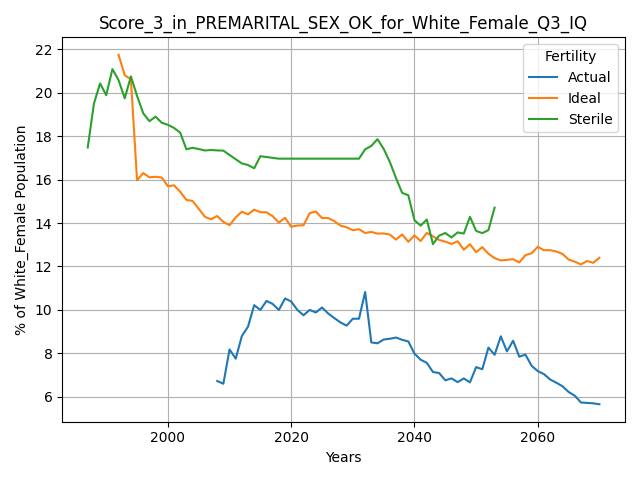 Score_3_in_PREMARITAL_SEX_OK_for_White_Female_Q3_IQ
% of White_Female Population
22
20
18
16
14
12
10
8
6
Fertility
Actual
Ideal
Sterile
2000
2020
2040
2060
Years